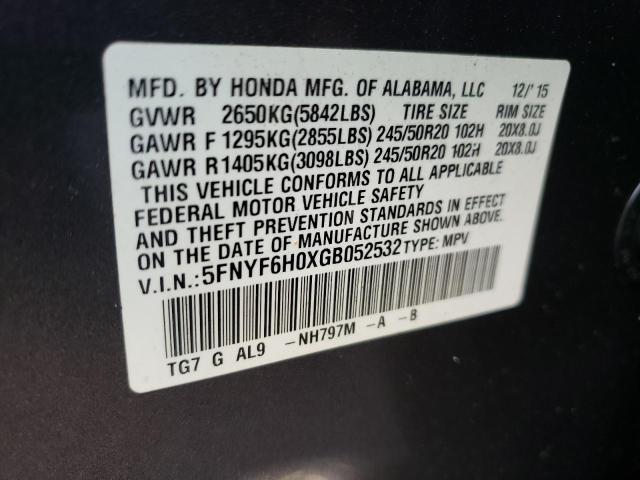 MFD. BY HONDA MFG. OF ALABAMA, LLC 12/'15
GVWR 2650KG(5842LBS) TIRE SIZE RIM SIZE
GAWR F 1295KG(2855LBS) 245/50R20 102H 20X8.0J
GAWR R 1405KG(3098LBS) 245/50R20 102H 20X8.0J
THIS VEHICLE CONFORMS TO ALL APPLICABLE
FEDERAL MOTOR VEHICLE SAFETY
AND THEFT PREVENTION STANDARDS IN EFFECT
ON THE DATE OF MANUFACTURE SHOWN ABOVE.
V.I.N.:5FNYF6H0XGB052532 TYPE: MPV
TG7 G AL9 -NH797M -A -B